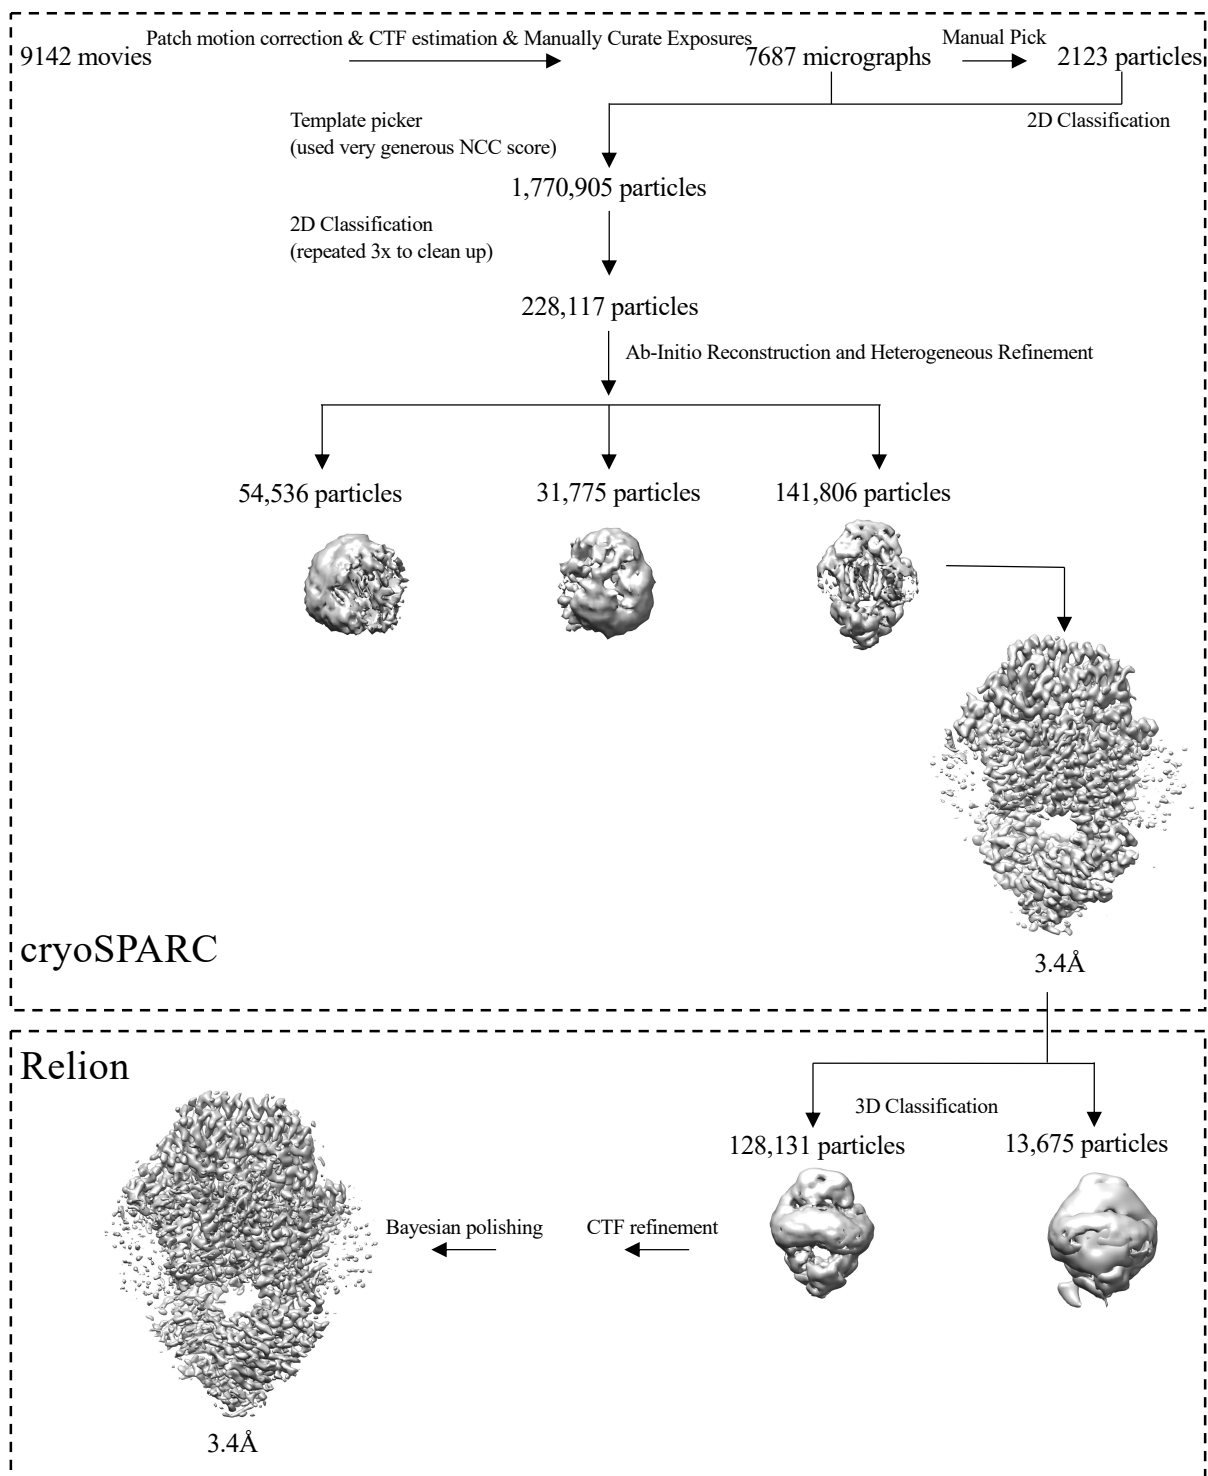 Patch motion correction & CTF estimation & Manually Curate Exposures
Manual Pick
9142 movies
7687 micrographs
2123 particles
Template picker
(used very generous NCC score)
2D Classification
1,770,905 particles
2D Classification
(repeated 3x to clean up)
228,117 particles
Ab-Initio Reconstruction and Heterogeneous Refinement
54,536 particles
31,775 particles
141,806 particles
cryoSPARC
3.4Å
Relion
3D Classification
128,131 particles
13,675 particles
Bayesian polishing
CTF refinement
3.4Å